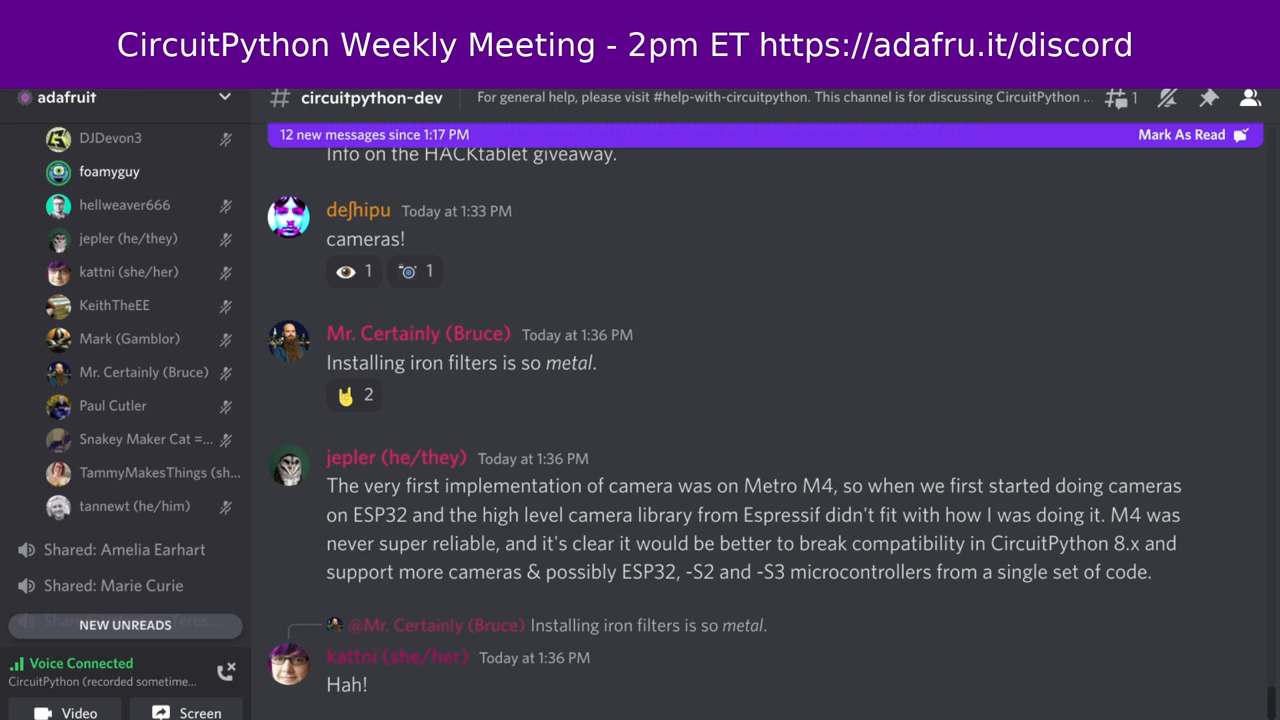 CircuitPython Weekly Meeting - 2pm ET https://adafru.it/discord
adafruit
# circuitpython-dev
For general help, please visit #help-with-circuitpython. This channel is for discussing CircuitPython ...
1
DJDevon3
foamyguy
hellweaver666
jepler (he/they)
kattni (she/her)
KeithTheEE
Mark (Gamblor)
Mr. Certainly (Bruce)
Paul Cutler
Snakey Maker Cat =...
TammyMakesThings (sh...
tannewt (he/him)
Shared: Amelia Earhart
Shared: Marie Curie
NEW UNREADS
Voice Connected
CircuitPython (recorded sometime...
Video
Screen
12 new messages since 1:17 PM
Mark As Read
Info on the HACKtablet giveaway.
deʃhipu Today at 1:33 PM
cameras!
1 1
Mr. Certainly (Bruce) Today at 1:36 PM
Installing iron filters is so metal.
2
jepler (he/they) Today at 1:36 PM
The very first implementation of camera was on Metro M4, so when we first started doing cameras
on ESP32 and the high level camera library from Espressif didn't fit with how I was doing it. M4 was
never super reliable, and it's clear it would be better to break compatibility in CircuitPython 8.x and
support more cameras & possibly ESP32, -S2 and -S3 microcontrollers from a single set of code.
@Mr. Certainly (Bruce) Installing iron filters is so metal.
kattni (she/her) Today at 1:36 PM
Hah!